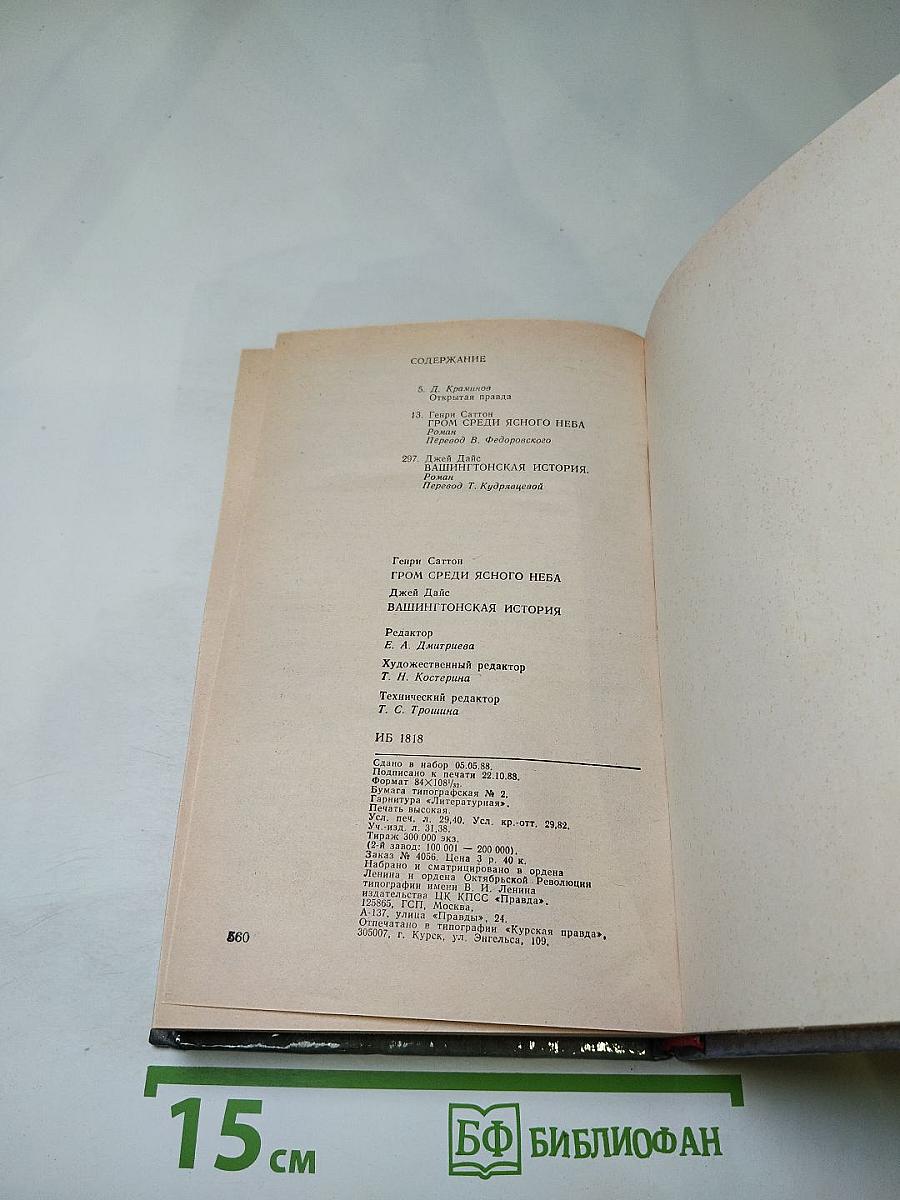 СОДЕРЖАНИЕ
5. Д. Краминов
Открытая правда
13. Генри Саттон
ГРОМ СРЕДИ ЯСНОГО НЕБА
Роман
Перевод В. Федоровского
297. Джей Дайс
ВАШИНГТОНСКАЯ ИСТОРИЯ.
Роман
Перевод Т. Кудрявцевой
Генри Саттон
ГРОМ СРЕДИ ЯСНОГО НЕБА
Джей Дайс
ВАШИНГТОНСКАЯ ИСТОРИЯ
Редактор
Е. А. Дмитриева
Художественный редактор
Т. Н. Костерина
Технический редактор
Т. С. Трошина
ИБ 1818
Сдано в набор 05.05.88.
Подписано к печати 22.10.88.
Формат 84×108¹/₃₂.
Бумага типографская № 2.
Гарнитура «Литературная».
Печать высокая.
Усл. печ. л. 29,40. Усл. кр.-отт. 29,82.
Уч.-изд. л. 31,38.
Тираж 300 000 экз.
(2-й завод: 100 001 — 200 000).
Заказ № 4056. Цена 3 р. 40 к.
Набрано и сматрицировано в ордена
Ленина и ордена Октябрьской Революции
типографии имени В. И. Ленина
издательства ЦК КПСС «Правда».
125865, ГСП, Москва,
А-137, улица «Правды», 24.
Отпечатано в типографии «Курская правда».
305007, г. Курск, ул. Энгельса, 109.
560
15 см
БФ БИБЛИОФАН